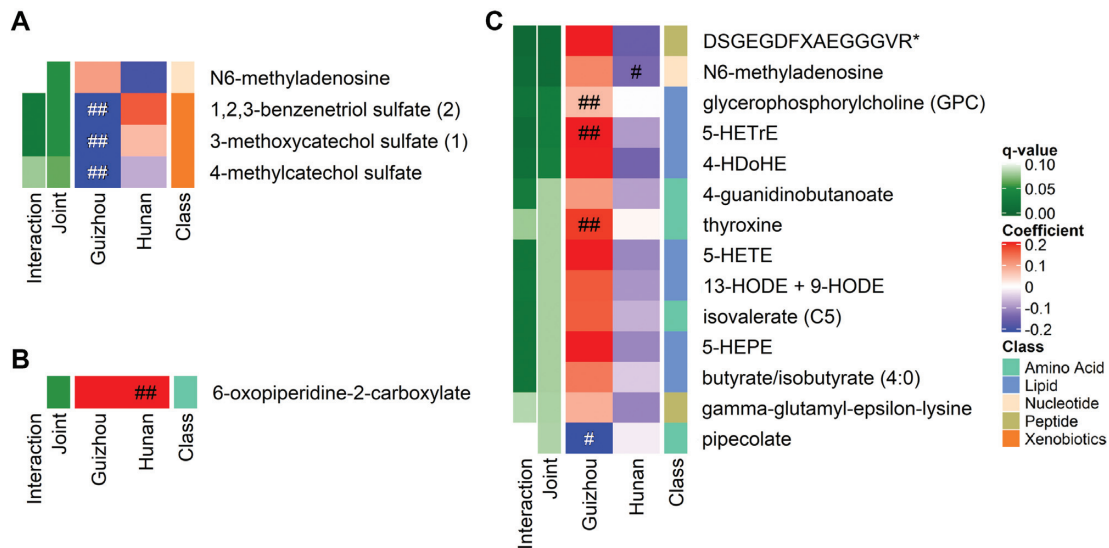 A
N6-methyladenosine
## 1,2,3-benzenetriol sulfate (2)
## 3-methoxycatechol sulfate (1)
## 4-methylcatechol sulfate
Interaction
Joint
Guizhou
Hunan
Class
B
## 6-oxopiperidine-2-carboxylate
Interaction
Joint
Guizhou
Hunan
Class
C
DSGEGDFXAEGGGVR*
# N6-methyladenosine
## glycerophosphorylcholine (GPC)
## 5-HETrE
4-HDoHE
4-guanidinobutanoate
## thyroxine
5-HETE
13-HODE + 9-HODE
isovalerate (C5)
5-HEPE
butyrate/isobutyrate (4:0)
gamma-glutamyl-epsilon-lysine
# pipecolate
Interaction
Joint
Guizhou
Hunan
Class
q-value
0.10
0.05
0.00
Coefficient
0.2
0.1
0
-0.1
-0.2
Class
Amino Acid
Lipid
Nucleotide
Peptide
Xenobiotics